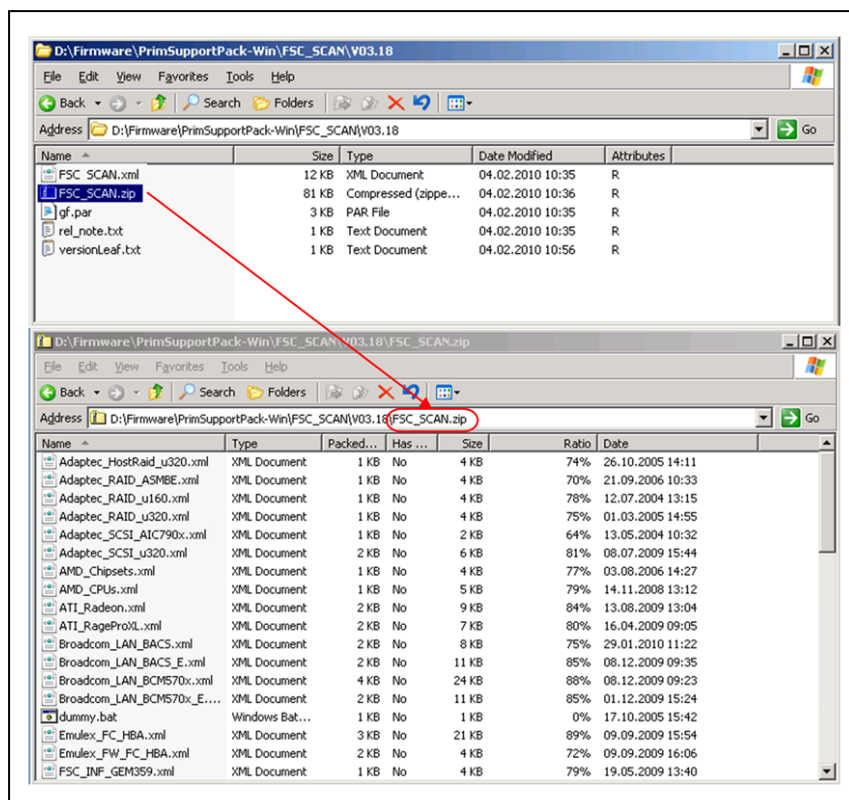 D:\Firmware\PrimSupportPack-Win\FSC_SCAN\V03.18
File Edit View Favorites Tools Help
Back Search Folders
Address D:\Firmware\PrimSupportPack-Win\FSC_SCAN\V03.18 Go
Name Size Type Date Modified Attributes
FSC_SCAN.xml 12 KB XML Document 04.02.2010 10:35 R
FSC_SCAN.zip 81 KB Compressed (zippe... 04.02.2010 10:36 R
gf.par 3 KB PAR File 04.02.2010 10:35 R
rel_note.txt 1 KB Text Document 04.02.2010 10:35 R
versionLeaf.txt 1 KB Text Document 04.02.2010 10:56 R
D:\Firmware\PrimSupportPack-Win\FSC_SCAN\V03.18\FSC_SCAN.zip
File Edit View Favorites Tools Help
Back Search Folders
Address D:\Firmware\PrimSupportPack-Win\FSC_SCAN\V03.18\FSC_SCAN.zip Go
Name Type Packed... Has ... Size Ratio Date
Adaptec_HostRaid_u320.xml XML Document 1 KB No 4 KB 74% 26.10.2005 14:11
Adaptec_RAID_ASMBE.xml XML Document 1 KB No 4 KB 70% 21.09.2006 10:33
Adaptec_RAID_u160.xml XML Document 1 KB No 4 KB 78% 12.07.2004 13:15
Adaptec_RAID_u320.xml XML Document 1 KB No 4 KB 75% 01.03.2005 14:55
Adaptec_SCSI_AIC790x.xml XML Document 1 KB No 2 KB 64% 13.05.2004 10:32
Adaptec_SCSI_u320.xml XML Document 2 KB No 6 KB 81% 08.07.2009 15:44
AMD_Chipsets.xml XML Document 1 KB No 4 KB 77% 03.08.2006 14:27
AMD_CPUs.xml XML Document 1 KB No 5 KB 79% 14.11.2008 13:12
ATI_Radeon.xml XML Document 2 KB No 9 KB 84% 13.08.2009 13:04
ATI_RageProXL.xml XML Document 2 KB No 7 KB 80% 16.04.2009 09:05
Broadcom_LAN_BACS.xml XML Document 2 KB No 8 KB 75% 29.01.2010 11:22
Broadcom_LAN_BACS_E.xml XML Document 2 KB No 11 KB 85% 08.12.2009 09:35
Broadcom_LAN_BCM570x.xml XML Document 4 KB No 24 KB 88% 08.12.2009 09:23
Broadcom_LAN_BCM570x_E.... XML Document 2 KB No 11 KB 85% 01.12.2009 15:24
dummy.bat Windows Bat... 1 KB No 1 KB 0% 17.10.2005 15:42
Emulex_FC_HBA.xml XML Document 3 KB No 21 KB 89% 09.09.2009 15:54
Emulex_FW_FC_HBA.xml XML Document 2 KB No 4 KB 72% 09.09.2009 16:06
FSC_INF_GEM359.xml XML Document 1 KB No 4 KB 79% 19.05.2009 13:40